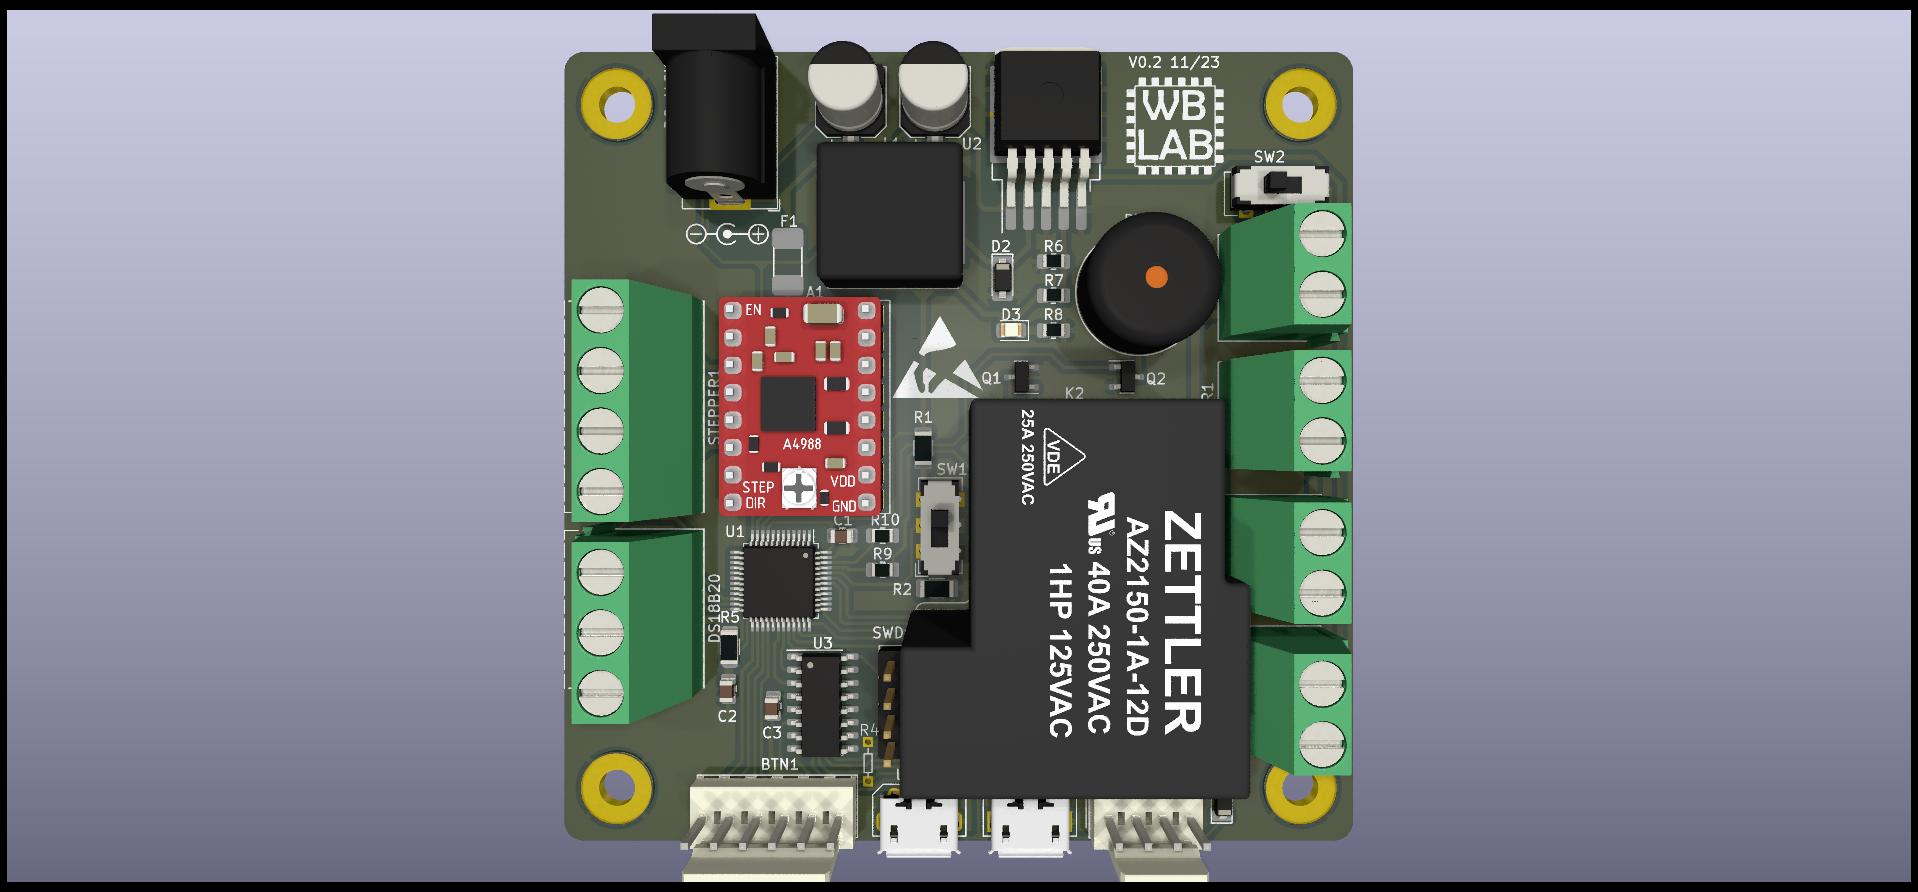 V0.2 11/23
WB
LAB
U2
SW2
F1
D2
R6
R7
D3
R8
A1
EN
STEPPER1
A4988
STEP
VDD
DIR
GND
Q1
Q2
K2
R1
SW1
25A 250VAC
VDE
ZETTLER
AZ2150-1A-12D
US
40A 250VAC
1HP 125VAC
U1
C1
R10
R9
R2
DS18B20
R5
U3
SWD
C2
C3
R4
BTN1